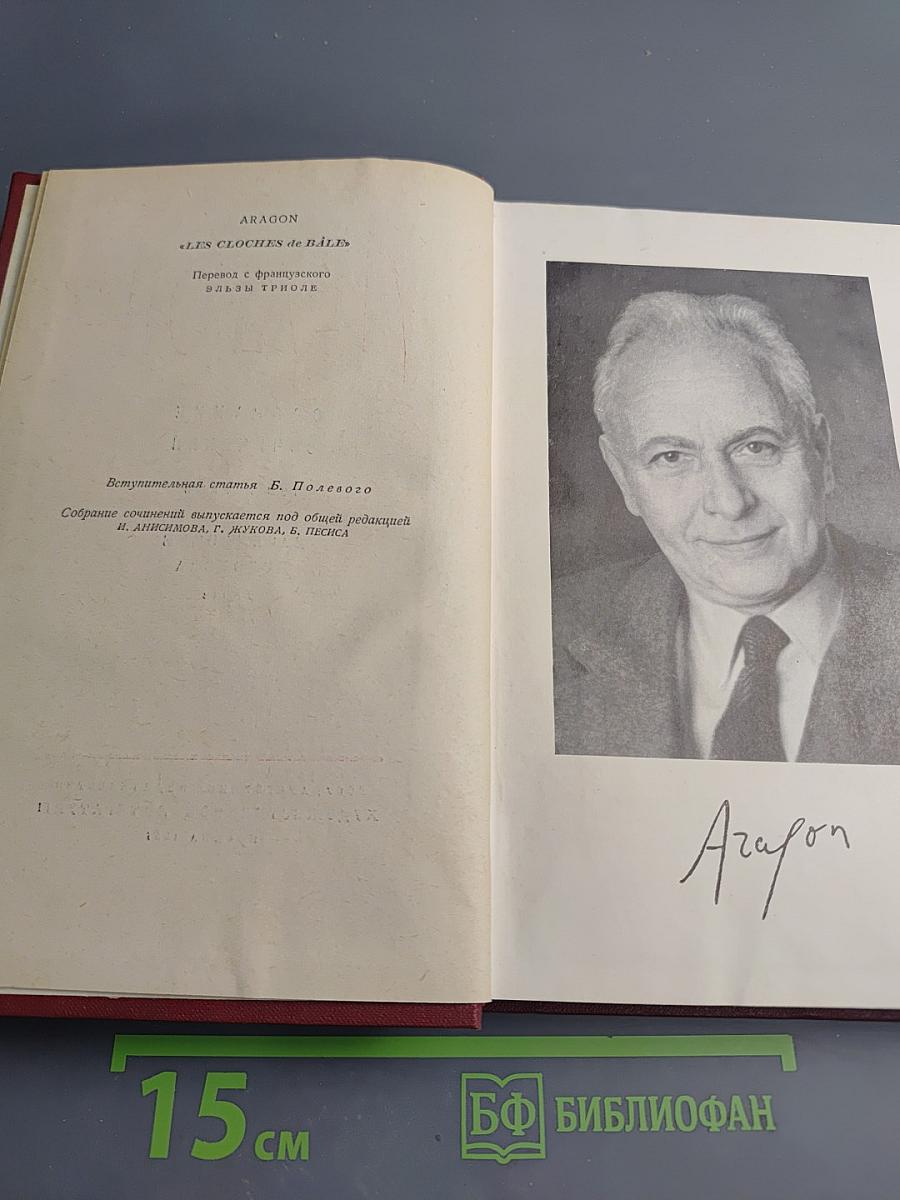 ARAGON
«LES CLOCHES de BÂLE»
Перевод с французского
ЭЛЬЗЫ ТРИОЛЕ
Вступительная статья Б. Полевого
Собрание сочинений выпускается под общей редакцией
И. АНИСИМОВА, Г. ЖУКОВА, Б. ПЕСИСА
Aragon
15 см
БФ БИБЛИОФАН